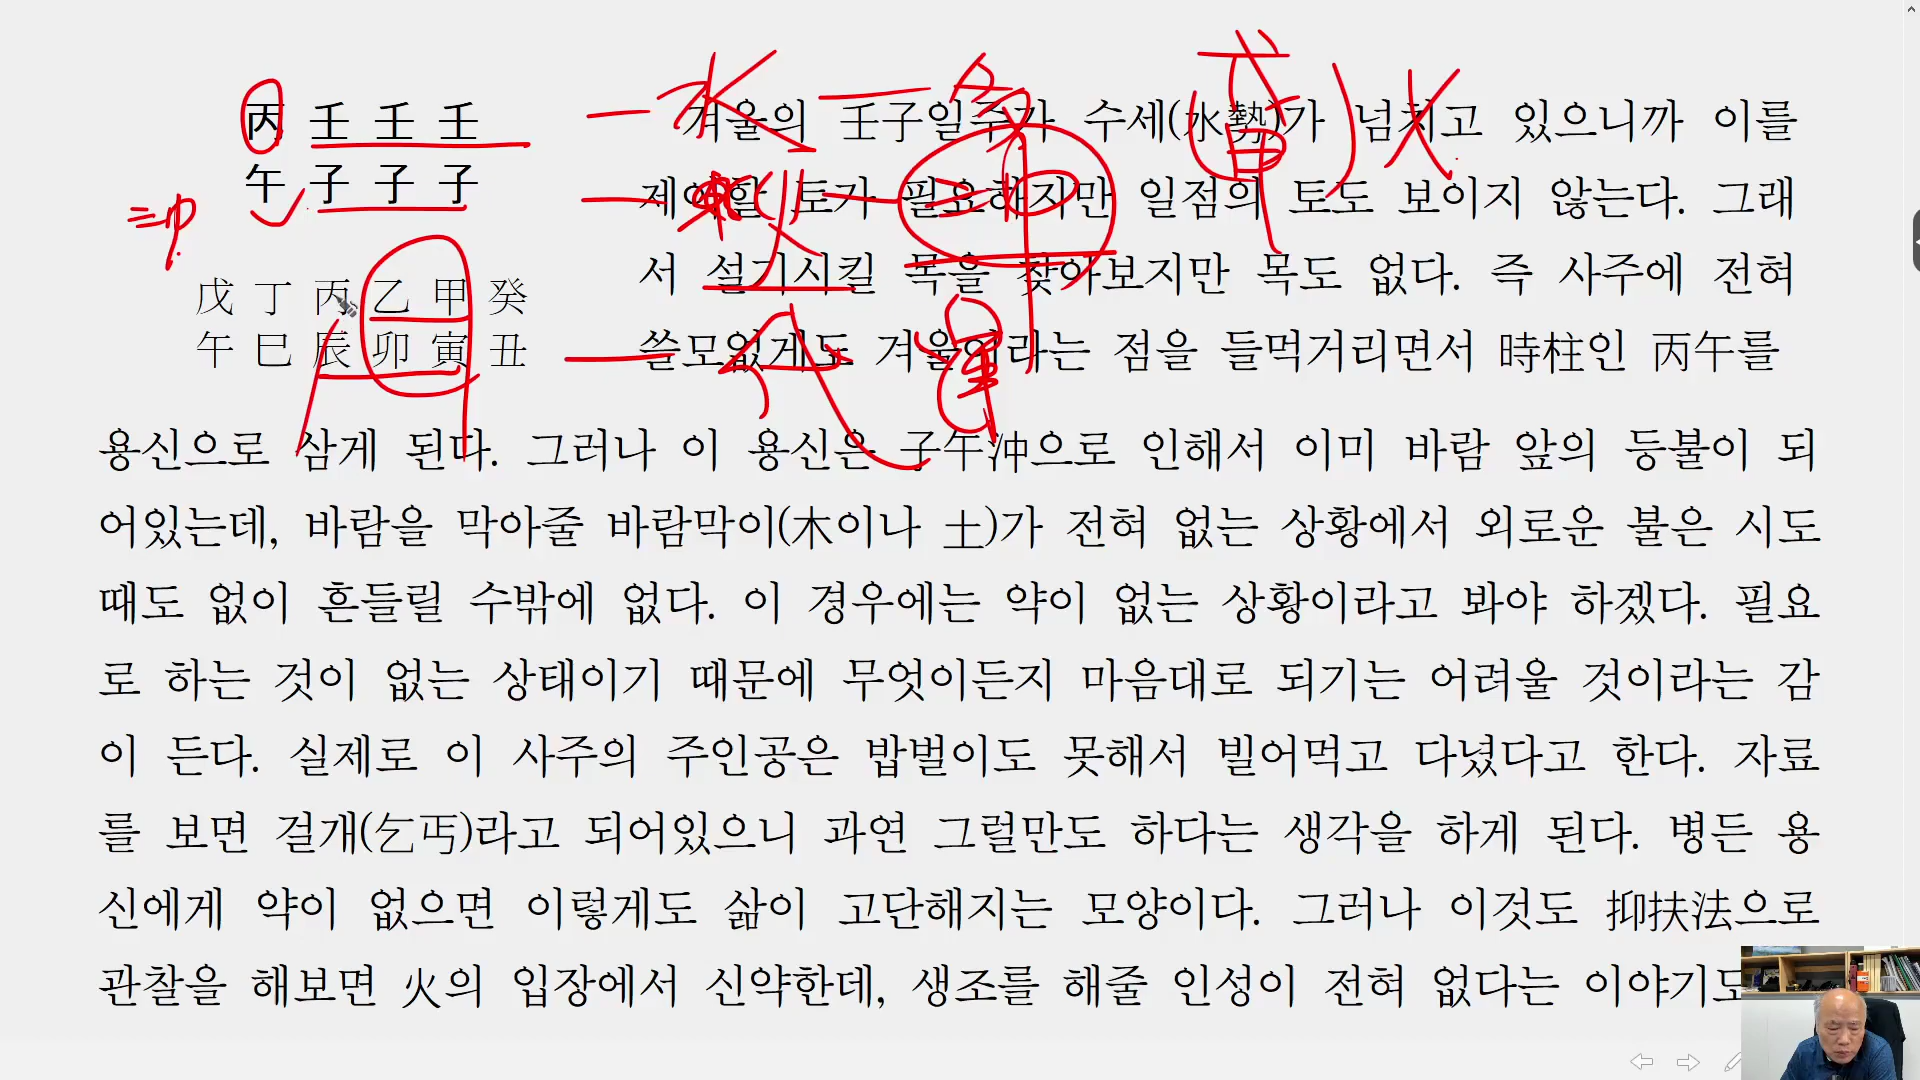 丙 壬 壬 壬
午 子 子 子
戊 丁 丙 乙 甲 癸
午 巳 辰 卯 寅 丑
겨울의 壬子일주가 수세(水勢)가 넘치고 있으니까 이를
제어할 토가 필요하지만 일점의 토도 보이지 않는다. 그래
서 설기시킬 목을 찾아보지만 목도 없다. 즉 사주에 전혀
쓸모없게도 겨울이라는 점을 들먹거리면서 時柱인 丙午를
용신으로 삼게 된다. 그러나 이 용신은 子午沖으로 인해서 이미 바람 앞의 등불이 되
어있는데, 바람을 막아줄 바람막이(木이나 土)가 전혀 없는 상황에서 외로운 불은 시도
때도 없이 흔들릴 수밖에 없다. 이 경우에는 약이 없는 상황이라고 봐야 하겠다. 필요
로 하는 것이 없는 상태이기 때문에 무엇이든지 마음대로 되기는 어려울 것이라는 감
이 든다. 실제로 이 사주의 주인공은 밥벌이도 못해서 빌어먹고 다녔다고 한다. 자료
를 보면 걸개(乞丐)라고 되어있으니 과연 그럴만도 하다는 생각을 하게 된다. 병든 용
신에게 약이 없으면 이렇게도 삶이 고단해지는 모양이다. 그러나 이것도 抑扶法으로
관찰을 해보면 火의 입장에서 신약한데, 생조를 해줄 인성이 전혀 없다는 이야기도
水
火